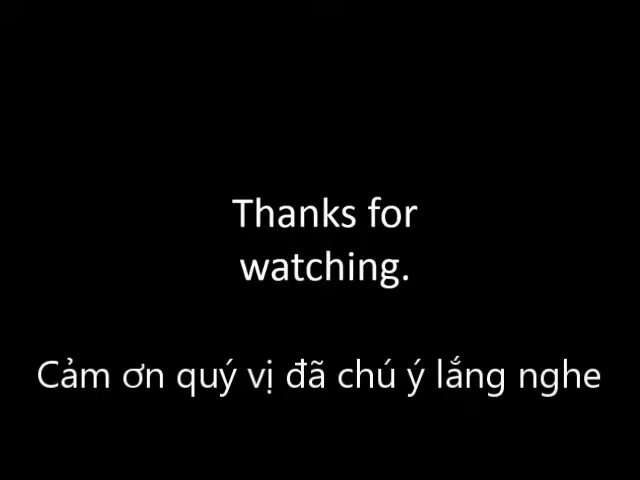 Thanks for
watching.
Cảm ơn quý vị đã chú ý lắng nghe